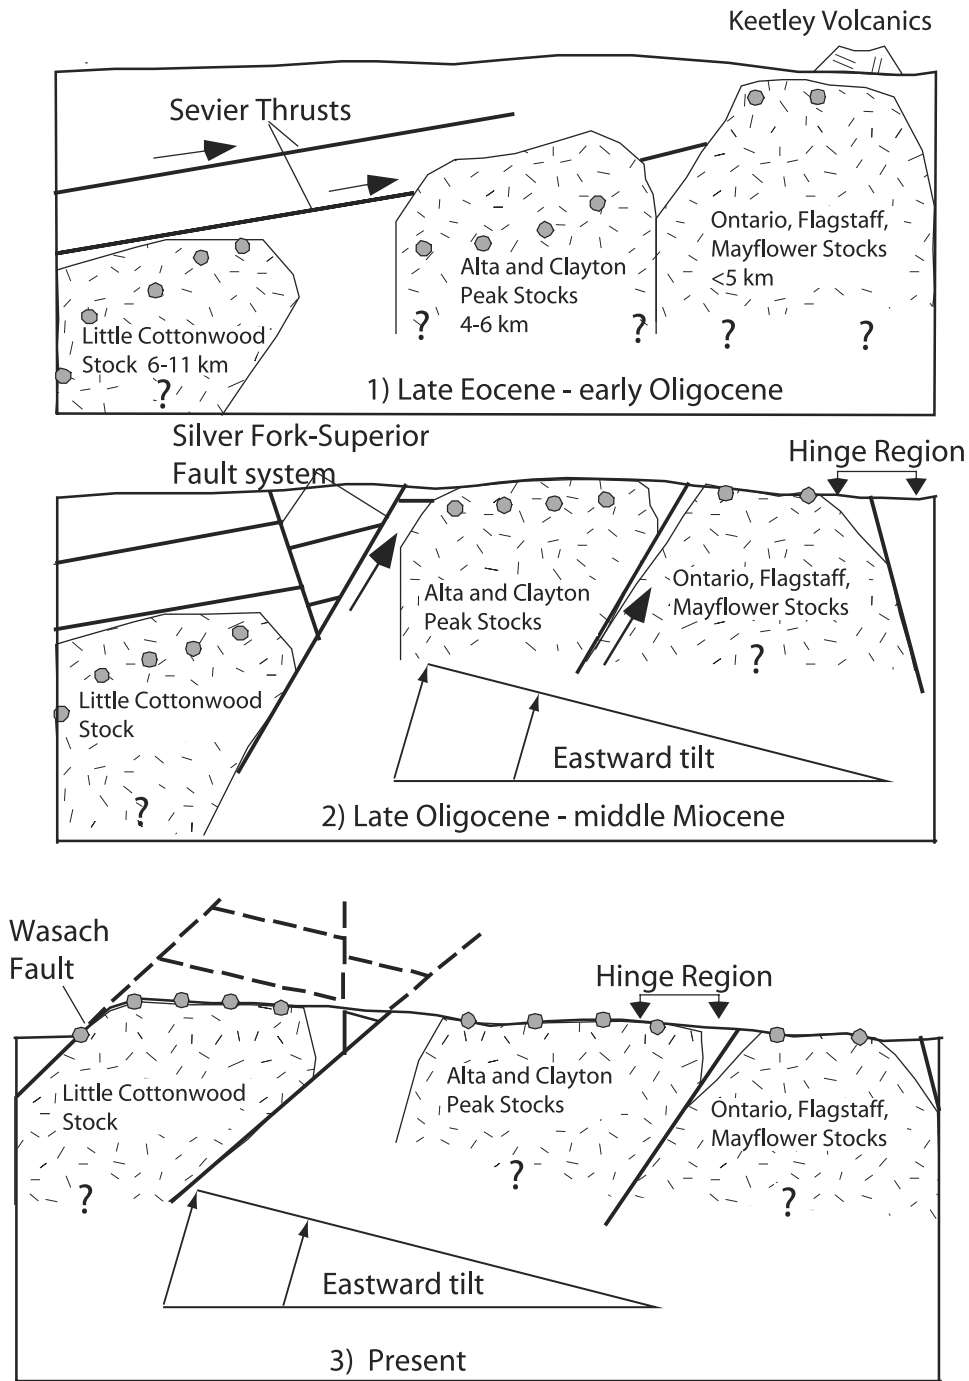 Keetley Volcanics
Sevier Thrusts
Ontario, Flagstaff,
Mayflower Stocks
<5 km
Alta and Clayton
Peak Stocks
4-6 km
Little Cottonwood
Stock 6-11 km
?
?
?
?
?
1) Late Eocene - early Oligocene
Silver Fork-Superior
Fault system
Hinge Region
Alta and Clayton
Peak Stocks
Ontario, Flagstaff,
Mayflower Stocks
?
Little Cottonwood
Stock
?
Eastward tilt
2) Late Oligocene - middle Miocene
Wasach
Fault
Hinge Region
Little Cottonwood
Stock
?
Alta and Clayton
Peak Stocks
?
Ontario, Flagstaff,
Mayflower Stocks
?
Eastward tilt
3) Present